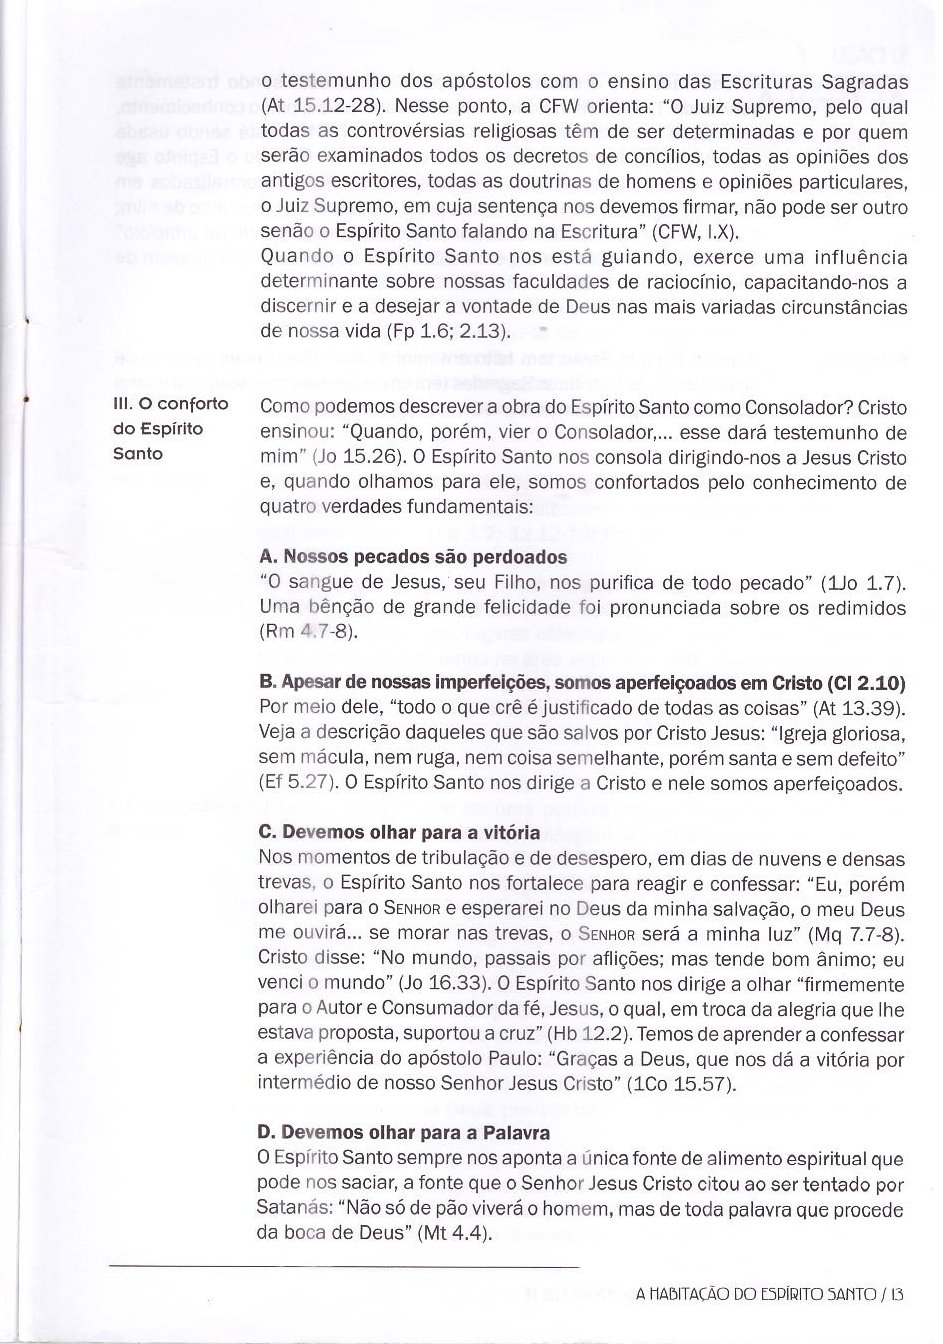 o testemunho dos apóstolos com o ensino das Escrituras Sagradas
(At 15.12-28). Nesse ponto, a CFW orienta: “O Juiz Supremo, pelo qual
todas as controvérsias religiosas têm de ser determinadas e por quem
serão examinados todos os decretos de concílios, todas as opiniões dos
antigos escritores, todas as doutrinas de homens e opiniões particulares,
o Juiz Supremo, em cuja sentença nos devemos firmar, não pode ser outro
senão o Espírito Santo falando na Escritura” (CFW, I.X).
Quando o Espírito Santo nos está guiando, exerce uma influência
determinante sobre nossas faculdades de raciocínio, capacitando-nos a
discernir e a desejar a vontade de Deus nas mais variadas circunstâncias
de nossa vida (Fp 1.6; 2.13).
III. O conforto
do Espírito
Santo
Como podemos descrever a obra do Espírito Santo como Consolador? Cristo
ensinou: “Quando, porém, vier o Consolador,... esse dará testemunho de
mim” (Jo 15.26). O Espírito Santo nos consola dirigindo-nos a Jesus Cristo
e, quando olhamos para ele, somos confortados pelo conhecimento de
quatro verdades fundamentais:
A. Nossos pecados são perdoados
“O sangue de Jesus, seu Filho, nos purifica de todo pecado” (1Jo 1.7).
Uma bênção de grande felicidade foi pronunciada sobre os redimidos
(Rm 4.7-8).
B. Apesar de nossas imperfeições, somos aperfeiçoados em Cristo (Cl 2.10)
Por meio dele, “todo o que crê é justificado de todas as coisas” (At 13.39).
Veja a descrição daqueles que são salvos por Cristo Jesus: “Igreja gloriosa,
sem mácula, nem ruga, nem coisa semelhante, porém santa e sem defeito”
(Ef 5.27). O Espírito Santo nos dirige a Cristo e nele somos aperfeiçoados.
C. Devemos olhar para a vitória
Nos momentos de tribulação e de desespero, em dias de nuvens e densas
trevas, o Espírito Santo nos fortalece para reagir e confessar: “Eu, porém
olharei para o SENHOR e esperarei no Deus da minha salvação, o meu Deus
me ouvirá... se morar nas trevas, o SENHOR será a minha luz” (Mq 7.7-8).
Cristo disse: “No mundo, passais por aflições; mas tende bom ânimo; eu
venci o mundo” (Jo 16.33). O Espírito Santo nos dirige a olhar “firmemente
para o Autor e Consumador da fé, Jesus, o qual, em troca da alegria que lhe
estava proposta, suportou a cruz” (Hb 12.2). Temos de aprender a confessar
a experiência do apóstolo Paulo: “Graças a Deus, que nos dá a vitória por
intermédio de nosso Senhor Jesus Cristo” (1Co 15.57).
D. Devemos olhar para a Palavra
O Espírito Santo sempre nos aponta a única fonte de alimento espiritual que
pode nos saciar, a fonte que o Senhor Jesus Cristo citou ao ser tentado por
Satanás: “Não só de pão viverá o homem, mas de toda palavra que procede
da boca de Deus” (Mt 4.4).
A HABITAÇÃO DO ESPÍRITO SANTO / 13